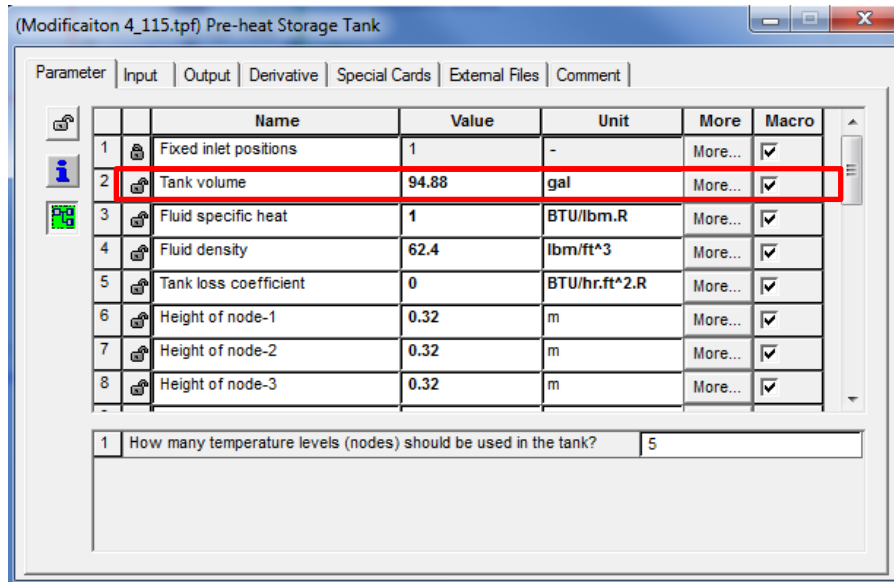 (Modificaiton 4_115.tpf) Pre-heat Storage Tank
Parameter Input Output Derivative Special Cards External Files Comment
Name Value Unit More Macro
1 Fixed inlet positions 1 - More...
2 Tank volume 94.88 gal More...
3 Fluid specific heat 1 BTU/lbm.R More...
4 Fluid density 62.4 lbm/ft^3 More...
5 Tank loss coefficient 0 BTU/hr.ft^2.R More...
6 Height of node-1 0.32 m More...
7 Height of node-2 0.32 m More...
8 Height of node-3 0.32 m More...
1 How many temperature levels (nodes) should be used in the tank? 5